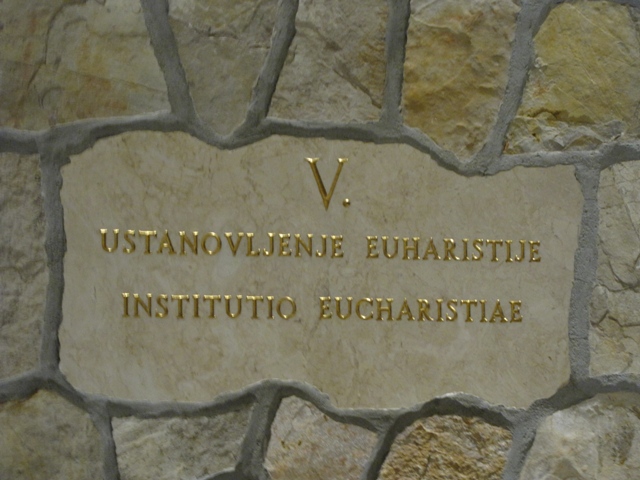 V.
USTANOVLJENJE EUHARISTIJE
INSTITUTIO EUCHARISTIAE